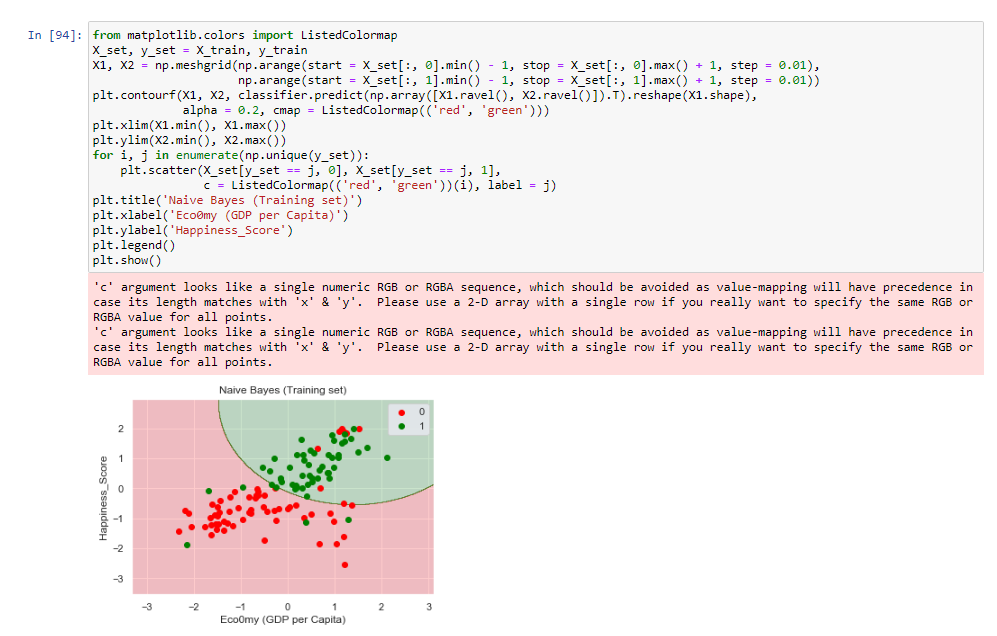 In [94]:
from matplotlib.colors import ListedColormap
X_set, y_set = X_train, y_train
X1, X2 = np.meshgrid(np.arange(start = X_set[:, 0].min() - 1, stop = X_set[:, 0].max() + 1, step = 0.01),
                     np.arange(start = X_set[:, 1].min() - 1, stop = X_set[:, 1].max() + 1, step = 0.01))
plt.contourf(X1, X2, classifier.predict(np.array([X1.ravel(), X2.ravel()]).T).reshape(X1.shape),
             alpha = 0.2, cmap = ListedColormap(('red', 'green')))
plt.xlim(X1.min(), X1.max())
plt.ylim(X2.min(), X2.max())
for i, j in enumerate(np.unique(y_set)):
    plt.scatter(X_set[y_set == j, 0], X_set[y_set == j, 1],
                c = ListedColormap(('red', 'green'))(i), label = j)
plt.title('Naive Bayes (Training set)')
plt.xlabel('Eco0my (GDP per Capita)')
plt.ylabel('Happiness_Score')
plt.legend()
plt.show()
'c' argument looks like a single numeric RGB or RGBA sequence, which should be avoided as value-mapping will have precedence in
case its length matches with 'x' & 'y'.  Please use a 2-D array with a single row if you really want to specify the same RGB or
RGBA value for all points.
'c' argument looks like a single numeric RGB or RGBA sequence, which should be avoided as value-mapping will have precedence in
case its length matches with 'x' & 'y'.  Please use a 2-D array with a single row if you really want to specify the same RGB or
RGBA value for all points.
Naive Bayes (Training set)
0
1
Happiness_Score
2
1
0
−1
−2
−3
−3 −2 −1 0 1 2 3
Eco0my (GDP per Capita)